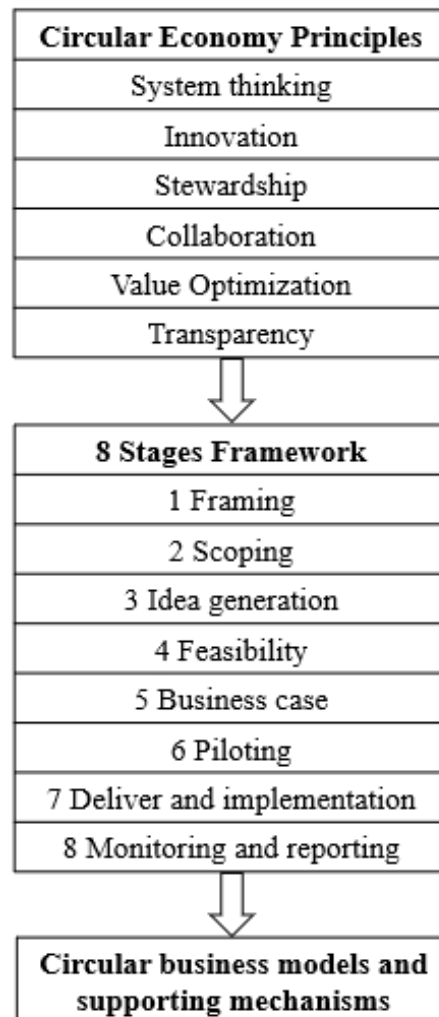 Circular Economy Principles
System thinking
Innovation
Stewardship
Collaboration
Value Optimization
Transparency
8 Stages Framework
1 Framing
2 Scoping
3 Idea generation
4 Feasibility
5 Business case
6 Piloting
7 Deliver and implementation
8 Monitoring and reporting
Circular business models and
supporting mechanisms